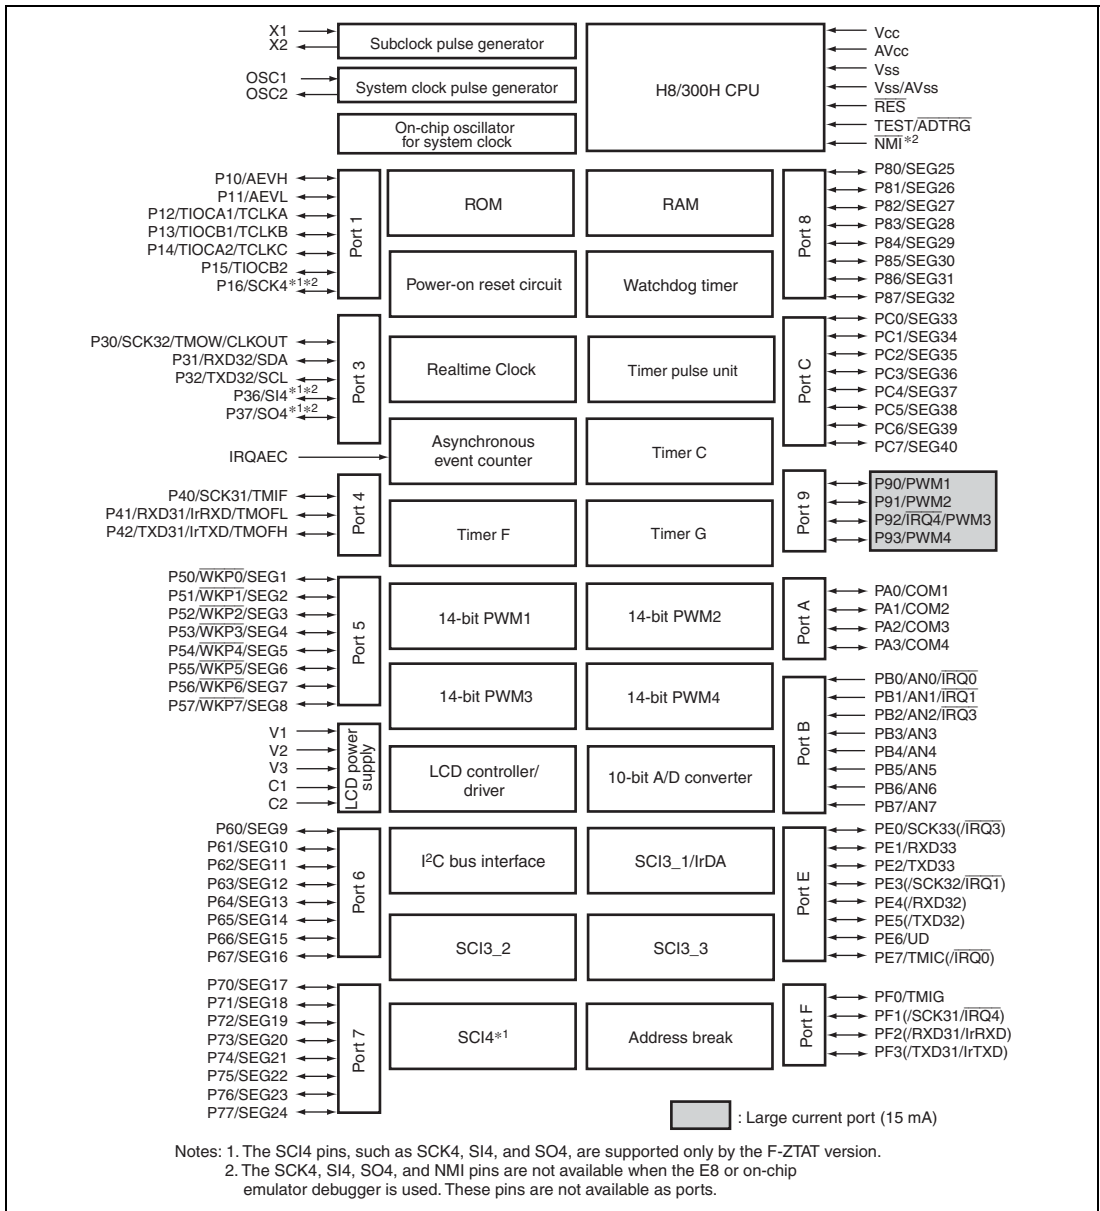 X1
X2
OSC1
OSC2
Subclock pulse generator
System clock pulse generator
On-chip oscillator
for system clock
H8/300H CPU
Vcc
AVcc
Vss
Vss/AVss
RES
TEST/ADTRG
NMI*2
P10/AEVH
P11/AEVL
P12/TIOCA1/TCLKA
P13/TIOCB1/TCLKB
P14/TIOCA2/TCLKC
P15/TIOCB2
P16/SCK4*1*2
Port 1
ROM
RAM
Power-on reset circuit
Watchdog timer
Port 8
P80/SEG25
P81/SEG26
P82/SEG27
P83/SEG28
P84/SEG29
P85/SEG30
P86/SEG31
P87/SEG32
P30/SCK32/TMOW/CLKOUT
P31/RXD32/SDA
P32/TXD32/SCL
P36/SI4*1*2
P37/SO4*1*2
Port 3
Realtime Clock
Timer pulse unit
Port C
PC0/SEG33
PC1/SEG34
PC2/SEG35
PC3/SEG36
PC4/SEG37
PC5/SEG38
PC6/SEG39
PC7/SEG40
IRQAEC
Asynchronous
event counter
Timer C
P40/SCK31/TMIF
P41/RXD31/IrRXD/TMOFL
P42/TXD31/IrTXD/TMOFH
Port 4
Timer F
Timer G
Port 9
P90/PWM1
P91/PWM2
P92/IRQ4/PWM3
P93/PWM4
P50/WKP0/SEG1
P51/WKP1/SEG2
P52/WKP2/SEG3
P53/WKP3/SEG4
P54/WKP4/SEG5
P55/WKP5/SEG6
P56/WKP6/SEG7
P57/WKP7/SEG8
Port 5
14-bit PWM1
14-bit PWM2
Port A
PA0/COM1
PA1/COM2
PA2/COM3
PA3/COM4
14-bit PWM3
14-bit PWM4
Port B
PB0/AN0/IRQ0
PB1/AN1/IRQ1
PB2/AN2/IRQ3
PB3/AN3
PB4/AN4
PB5/AN5
PB6/AN6
PB7/AN7
V1
V2
V3
C1
C2
LCD power
supply
LCD controller/
driver
10-bit A/D converter
P60/SEG9
P61/SEG10
P62/SEG11
P63/SEG12
P64/SEG13
P65/SEG14
P66/SEG15
P67/SEG16
Port 6
I2C bus interface
SCI3_1/IrDA
SCI3_2
SCI3_3
Port E
PE0/SCK33(/IRQ3)
PE1/RXD33
PE2/TXD33
PE3(/SCK32/IRQ1)
PE4(/RXD32)
PE5(/TXD32)
PE6/UD
PE7/TMIC(/IRQ0)
P70/SEG17
P71/SEG18
P72/SEG19
P73/SEG20
P74/SEG21
P75/SEG22
P76/SEG23
P77/SEG24
Port 7
SCI4*1
Address break
Port F
PF0/TMIG
PF1(/SCK31/IRQ4)
PF2(/RXD31/IrRXD)
PF3(/TXD31/IrTXD)
: Large current port (15 mA)
Notes: 1. The SCI4 pins, such as SCK4, SI4, and SO4, are supported only by the F-ZTAT version.
2. The SCK4, SI4, SO4, and NMI pins are not available when the E8 or on-chip
emulator debugger is used. These pins are not available as ports.